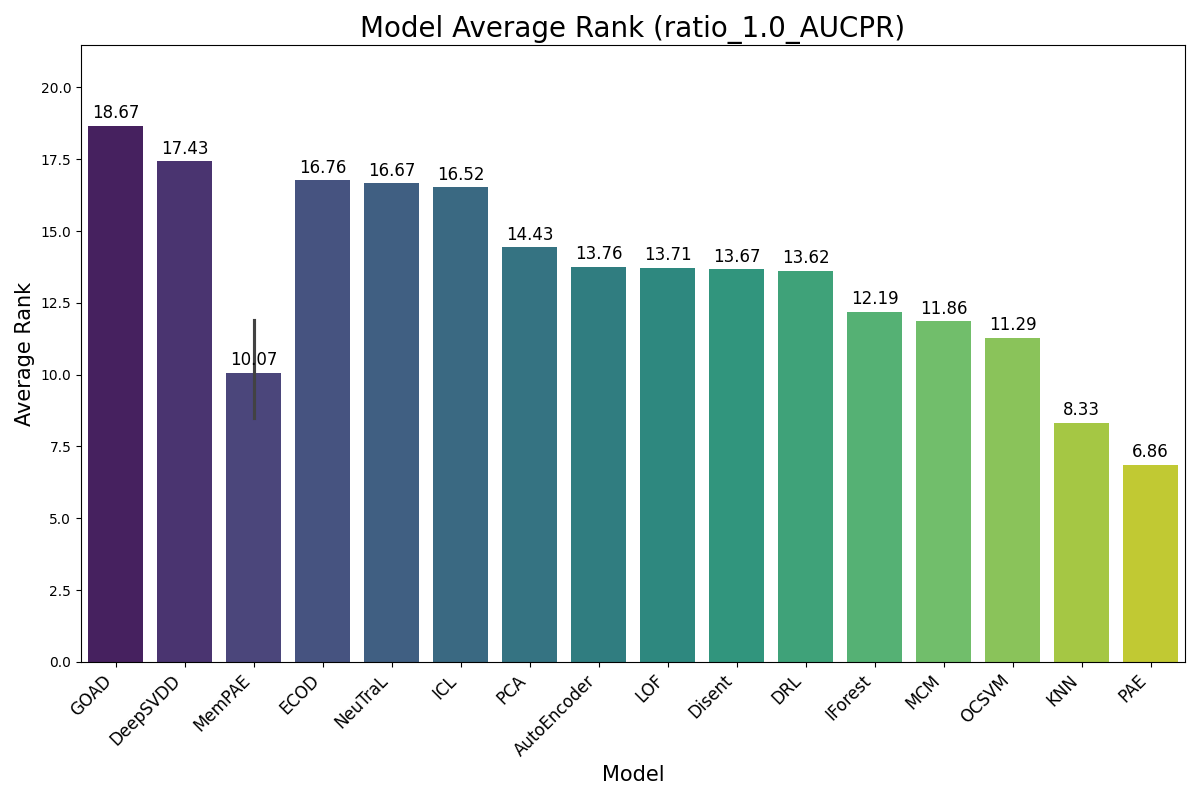 Model Average Rank (ratio_1.0_AUCPR)
Average Rank
20.0
17.5
15.0
12.5
10.0
7.5
5.0
2.5
0.0
18.67
17.43
10.07
16.76
16.67
16.52
14.43
13.76
13.71
13.67
13.62
12.19
11.86
11.29
8.33
6.86
GOAD
DeepSVDD
MemPAE
ECOD
NeuTraL
ICL
PCA
AutoEncoder
LOF
Disent
DRL
IForest
MCM
OCSVM
KNN
PAE
Model